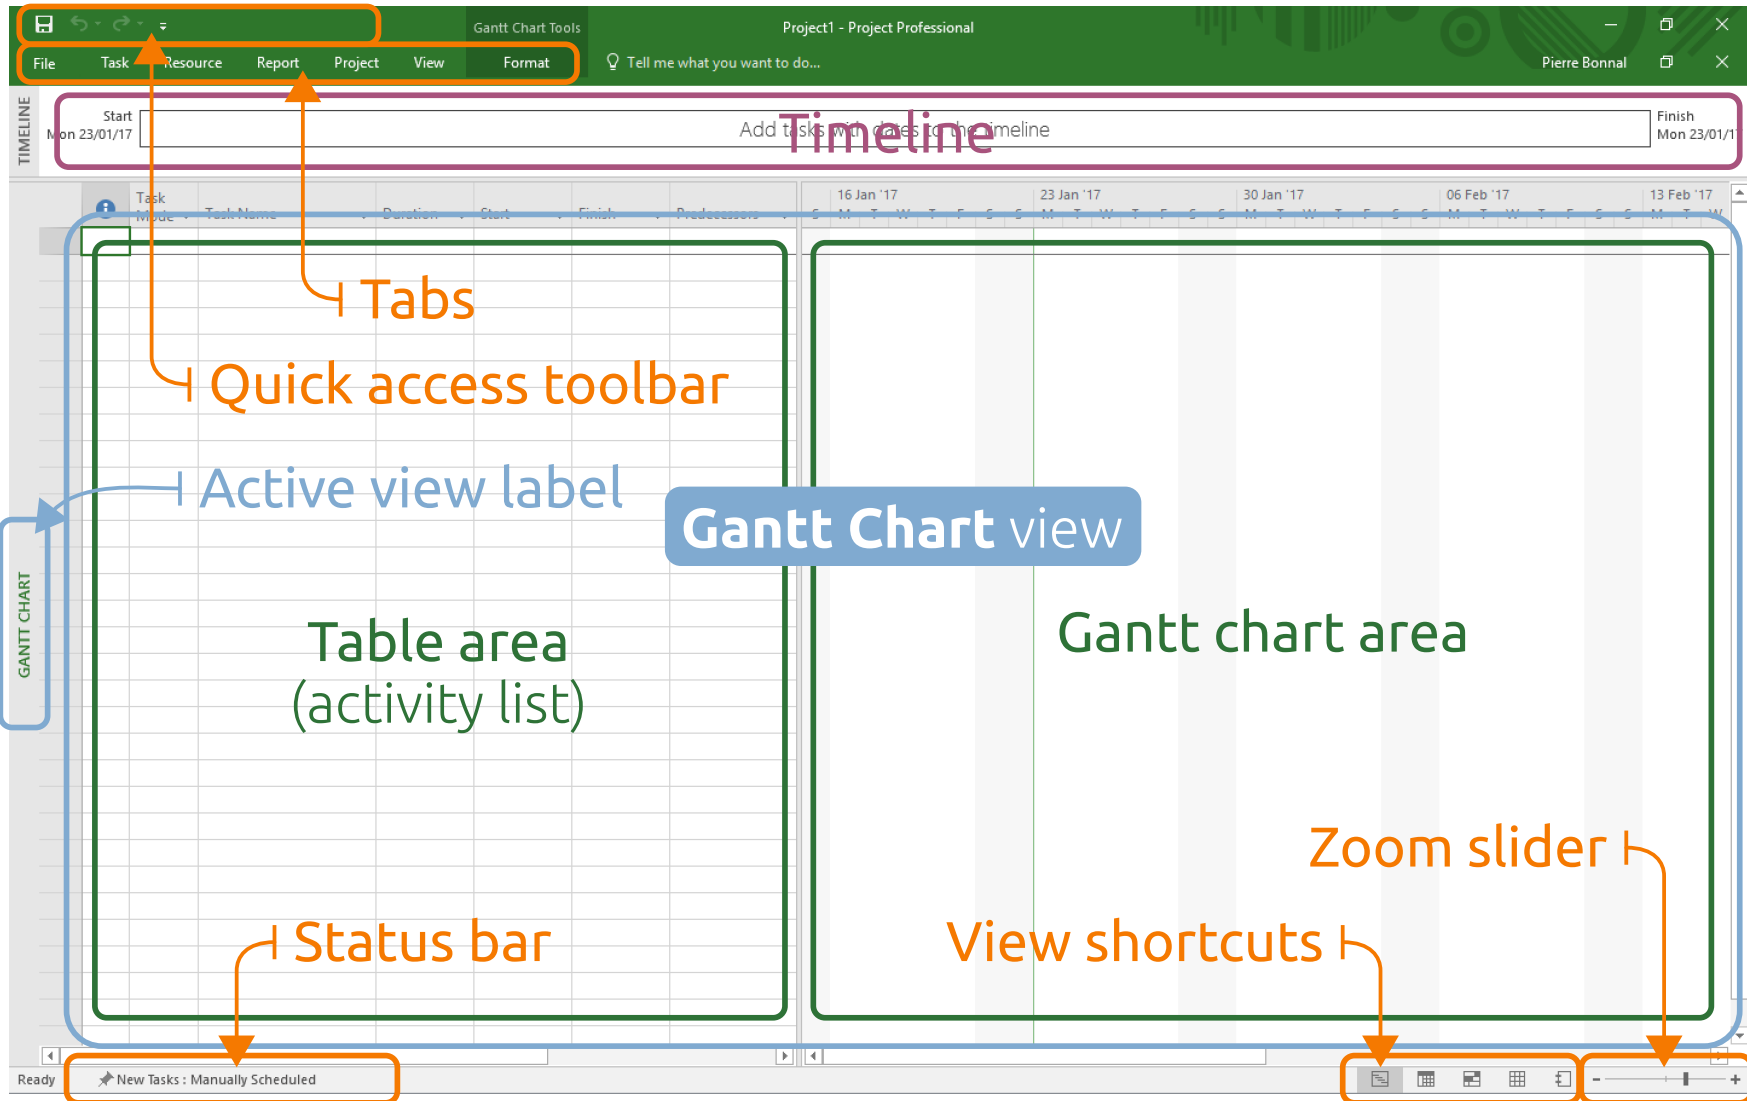 Gantt Chart Tools
Project1 - Project Professional
File Task Resource Report Project View Format Tell me what you want to do... Pierre Bonnal
TIMELINE
Start
Mon 23/01/17
Add tasks with dates to the timeline
Timeline
Finish
Mon 23/01/17
Task
Mode Task Name Duration Start Finish Predecessors
16 Jan '17 23 Jan '17 30 Jan '17 06 Feb '17 13 Feb '17
S M T W T F S S M T W T F S S M T W T F S S M T W T F S S M T W
Tabs
Quick access toolbar
Active view label
Gantt Chart view
GANTT CHART
Table area
(activity list)
Gantt chart area
Zoom slider
Status bar
View shortcuts
Ready
New Tasks : Manually Scheduled